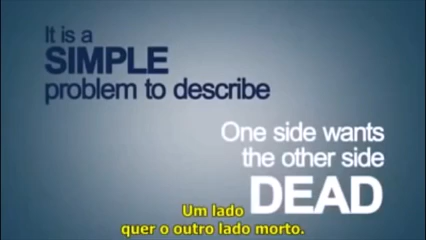 It is a
SIMPLE
problem to describe
One side wants
the other side
DEAD
Um lado
quer o outro lado morto.